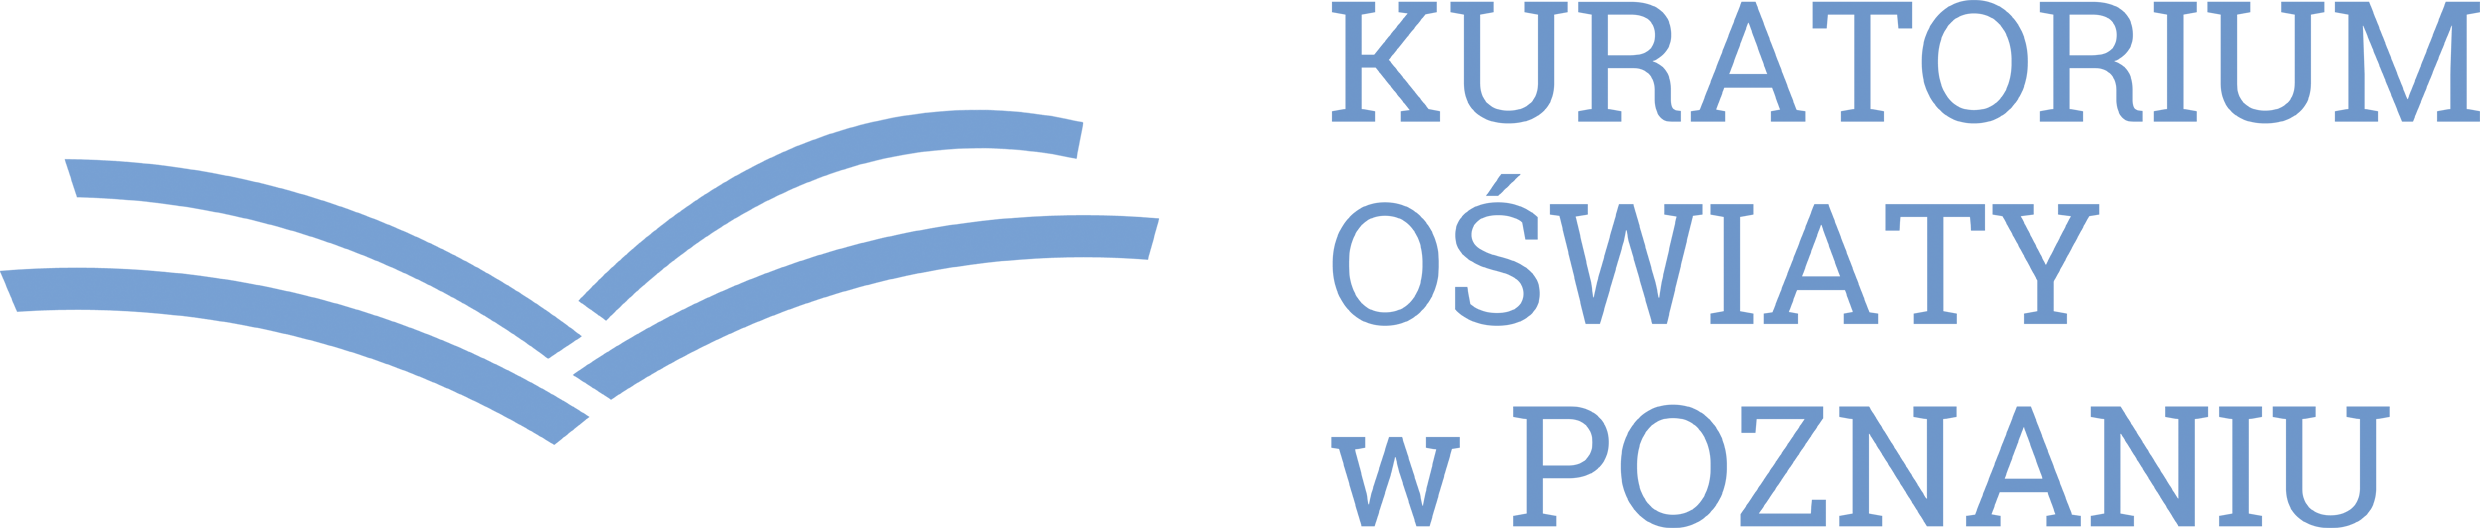 KURATORIUM
OŚWIATY
w POZNANIU